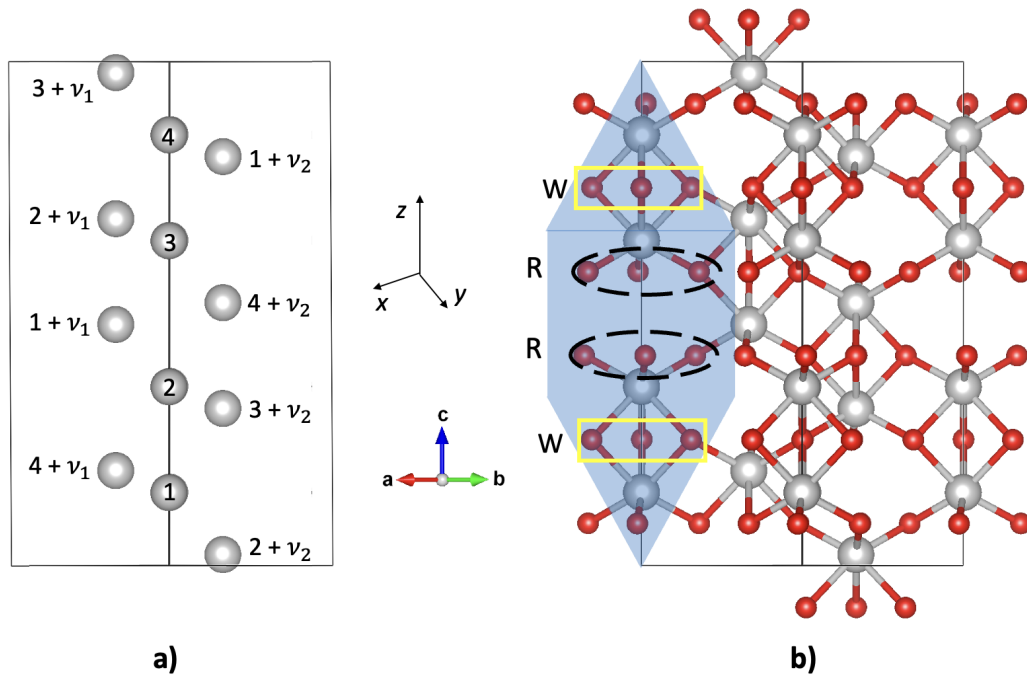 3 + ν₁
4
1 + ν₂
2 + ν₁
3
4 + ν₂
1 + ν₁
2
3 + ν₂
4 + ν₁
1
2 + ν₂
z
x
y
c
a
b
a)
W
R
R
W
b)